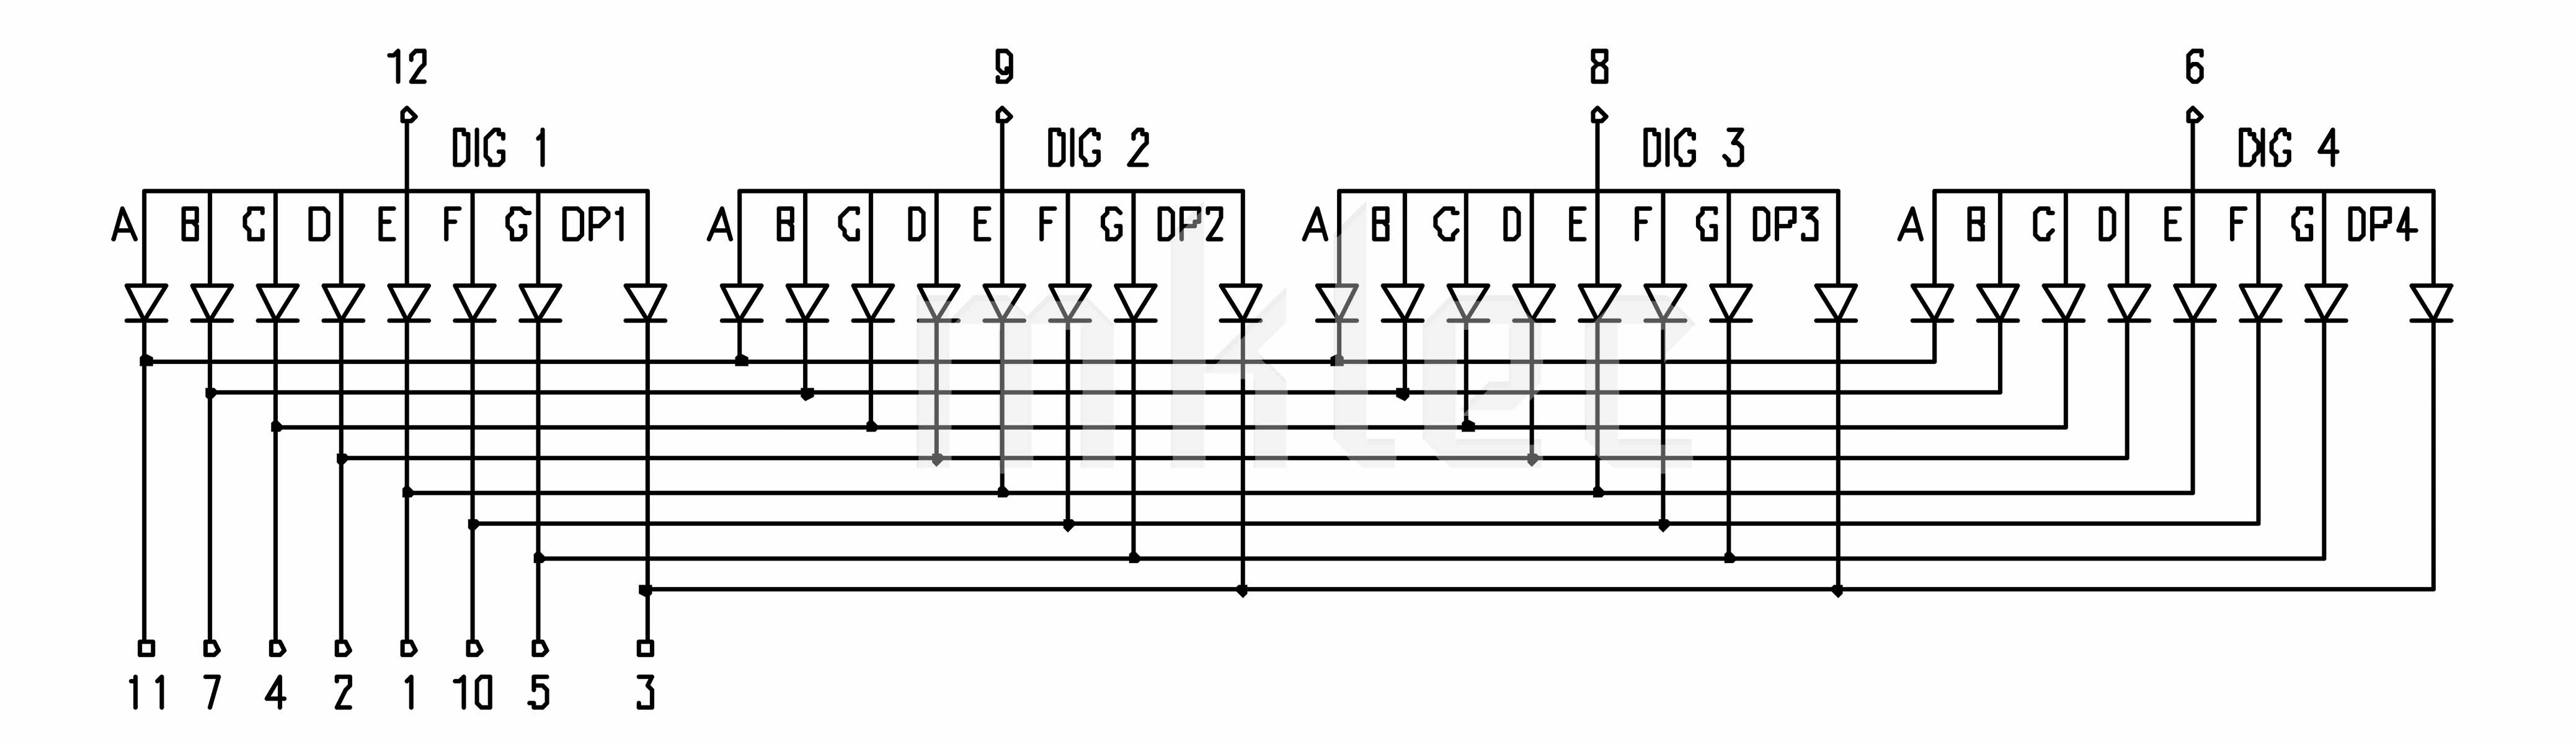 12 9 8 6
DIG 1 DIG 2 DIG 3 DIG 4
A B C D E F G DP1 A B C D E F G DP2 A B C D E F G DP3 A B C D E F G DP4
mklec
11 7 4 2 1 10 5 3